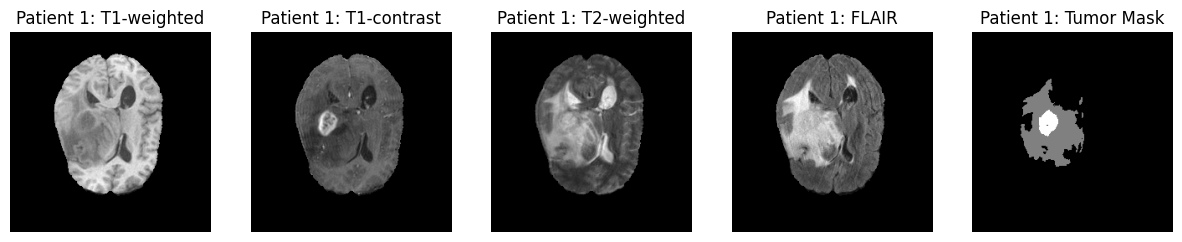 Patient 1: T1-weighted
Patient 1: T1-contrast
Patient 1: T2-weighted
Patient 1: FLAIR
Patient 1: Tumor Mask